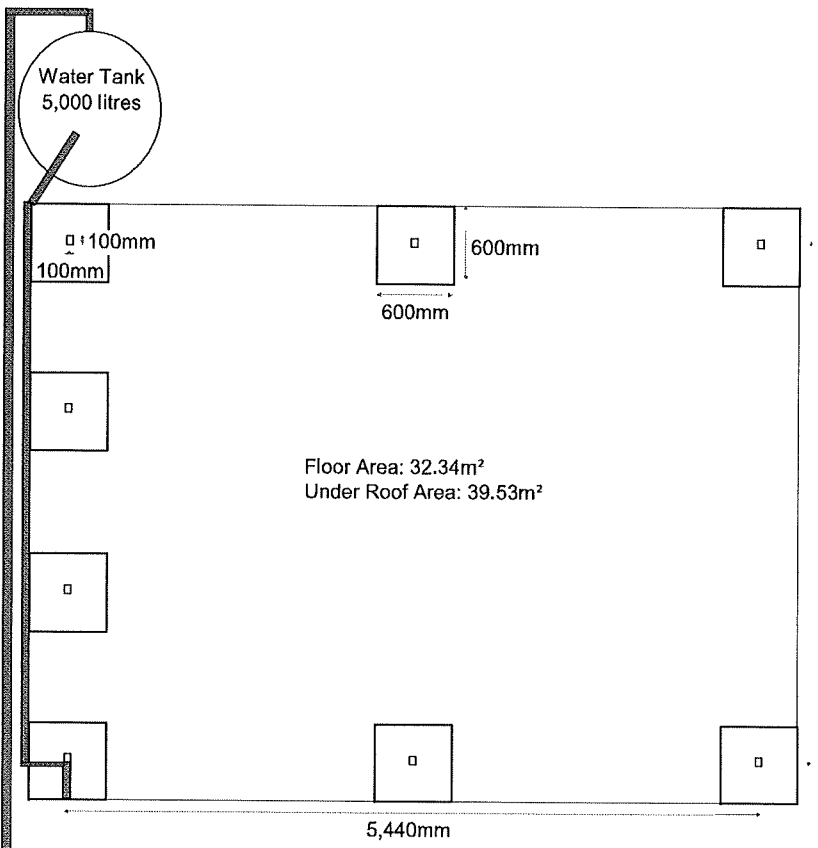 Water Tank
5,000 litres
100mm
100mm
600mm
600mm
Floor Area: 32.34m²
Under Roof Area: 39.53m²
5,440mm